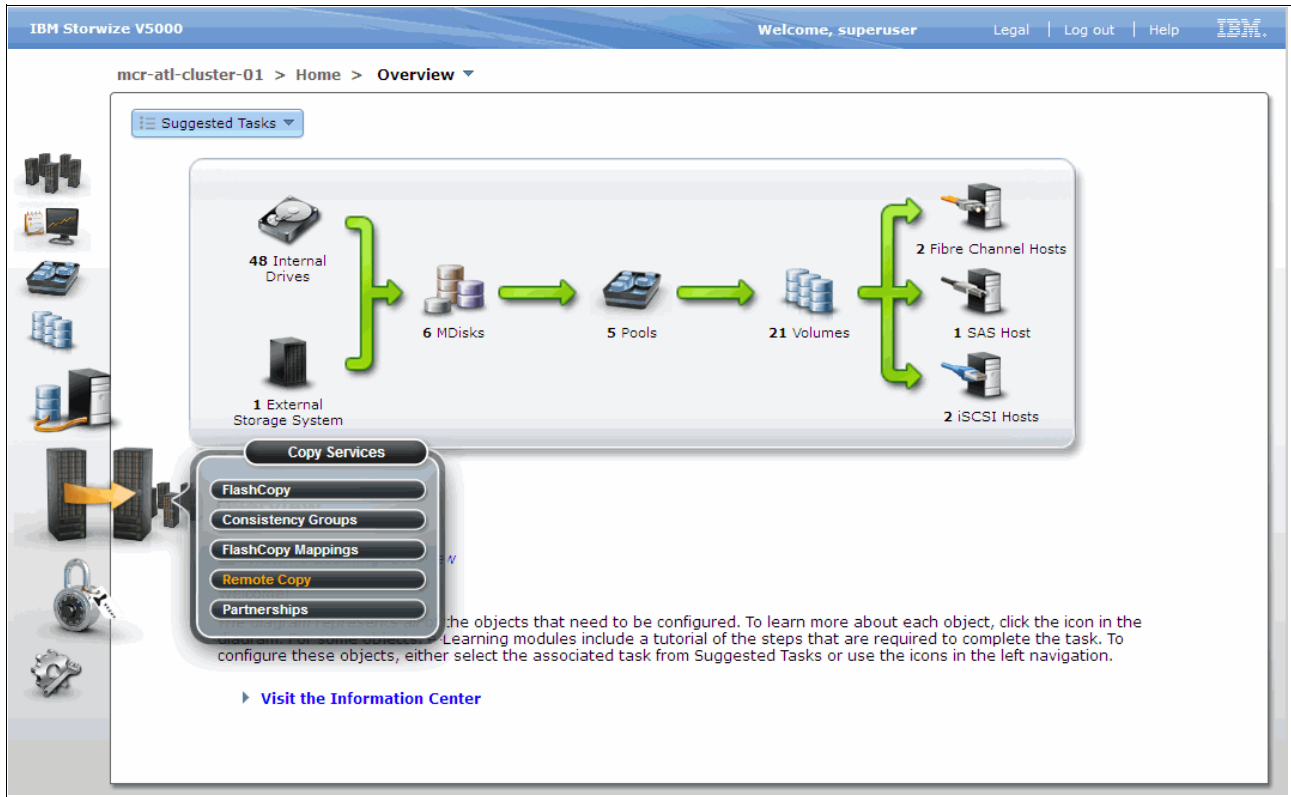 IBM Storwize V5000
Welcome, superuser
Legal | Log out | Help
IBM.
mcr-atl-cluster-01 > Home > Overview
Suggested Tasks
48 Internal
Drives
1 External
Storage System
6 MDisks
5 Pools
21 Volumes
2 Fibre Channel Hosts
1 SAS Host
2 iSCSI Hosts
Copy Services
FlashCopy
Consistency Groups
FlashCopy Mappings
Remote Copy
Partnerships
the objects that need to be configured. To learn more about each object, click the icon in the
Learning modules include a tutorial of the steps that are required to complete the task. To
configure these objects, either select the associated task from Suggested Tasks or use the icons in the left navigation.
Visit the Information Center